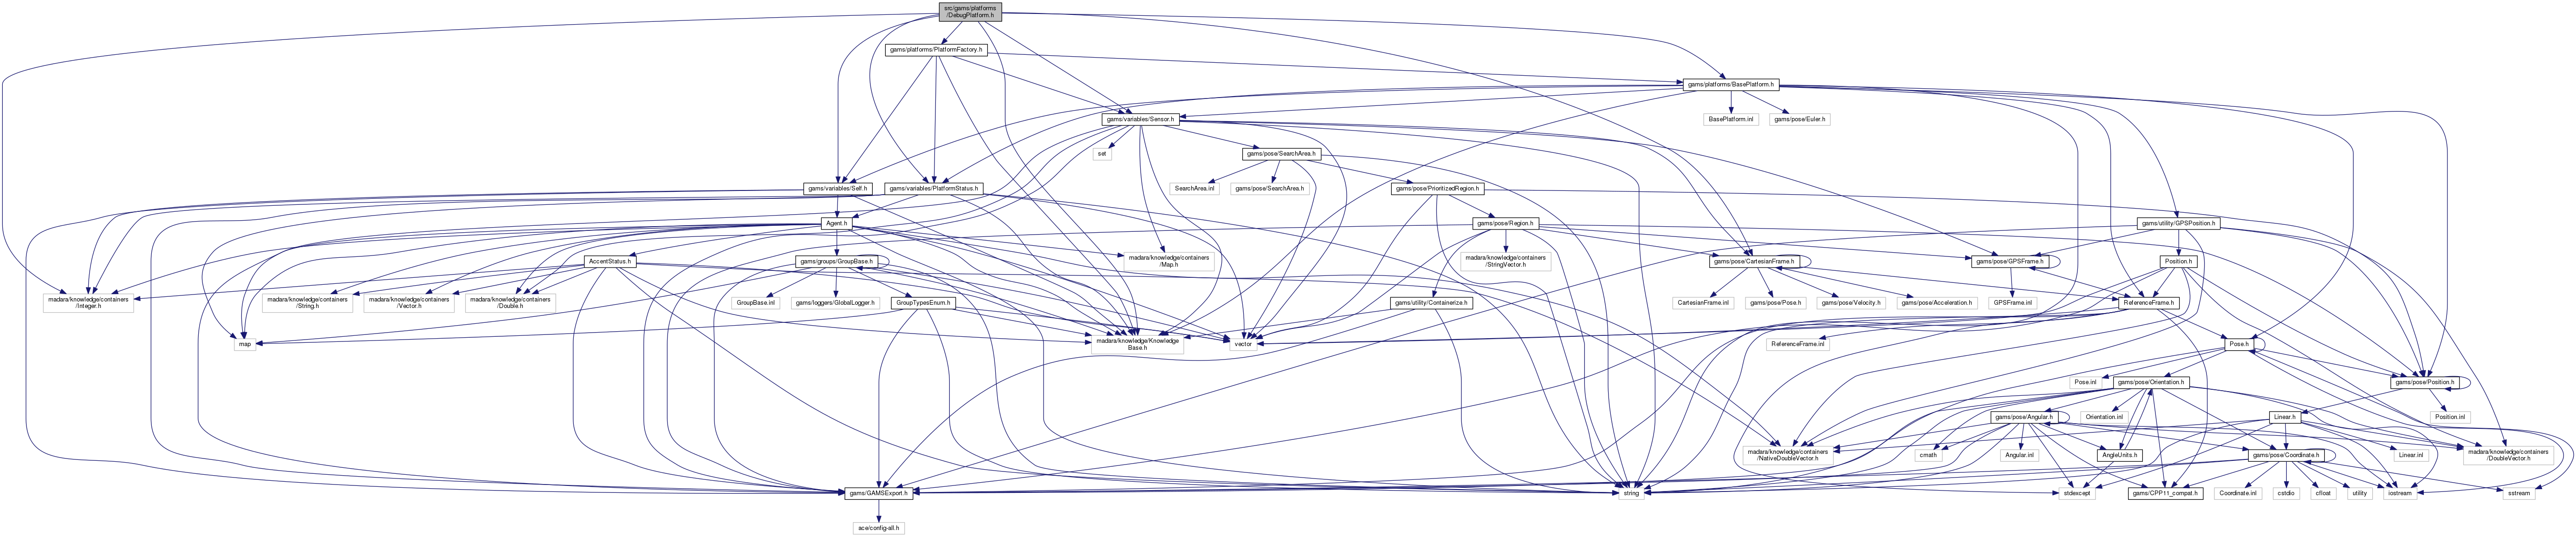 src/gams/platforms
/DebugPlatform.h
gams/platforms/PlatformFactory.h
gams/platforms/BasePlatform.h
gams/variables/Sensor.h
BasePlatform.inl
gams/pose/Euler.h
set
gams/pose/SearchArea.h
gams/variables/Self.h
gams/variables/PlatformStatus.h
SearchArea.inl
gams/pose/SearchArea.h
gams/pose/PrioritizedRegion.h
Agent.h
gams/pose/Region.h
gams/utility/GPSPosition.h
AccentStatus.h
gams/groups/GroupBase.h
madara/knowledge/containers
/Map.h
madara/knowledge/containers
/StringVector.h
gams/pose/CartesianFrame.h
gams/pose/GPSFrame.h
Position.h
madara/knowledge/containers
/Integer.h
madara/knowledge/containers
/String.h
madara/knowledge/containers
/Vector.h
madara/knowledge/containers
/Double.h
GroupBase.inl
gams/loggers/GlobalLogger.h
GroupTypesEnum.h
gams/utility/Containerize.h
CartesianFrame.inl
gams/pose/Pose.h
gams/pose/Velocity.h
gams/pose/Acceleration.h
GPSFrame.inl
ReferenceFrame.h
map
madara/knowledge/Knowledge
Base.h
vector
ReferenceFrame.inl
Pose.h
Pose.inl
gams/pose/Orientation.h
gams/pose/Position.h
gams/pose/Angular.h
Orientation.inl
Linear.h
Position.inl
madara/knowledge/containers
/NativeDoubleVector.h
cmath
Angular.inl
AngleUnits.h
gams/pose/Coordinate.h
Linear.inl
madara/knowledge/containers
/DoubleVector.h
gams/GAMSExport.h
string
stdexcept
gams/CPP11_compat.h
Coordinate.inl
cstdio
cfloat
utility
iostream
sstream
ace/config-all.h